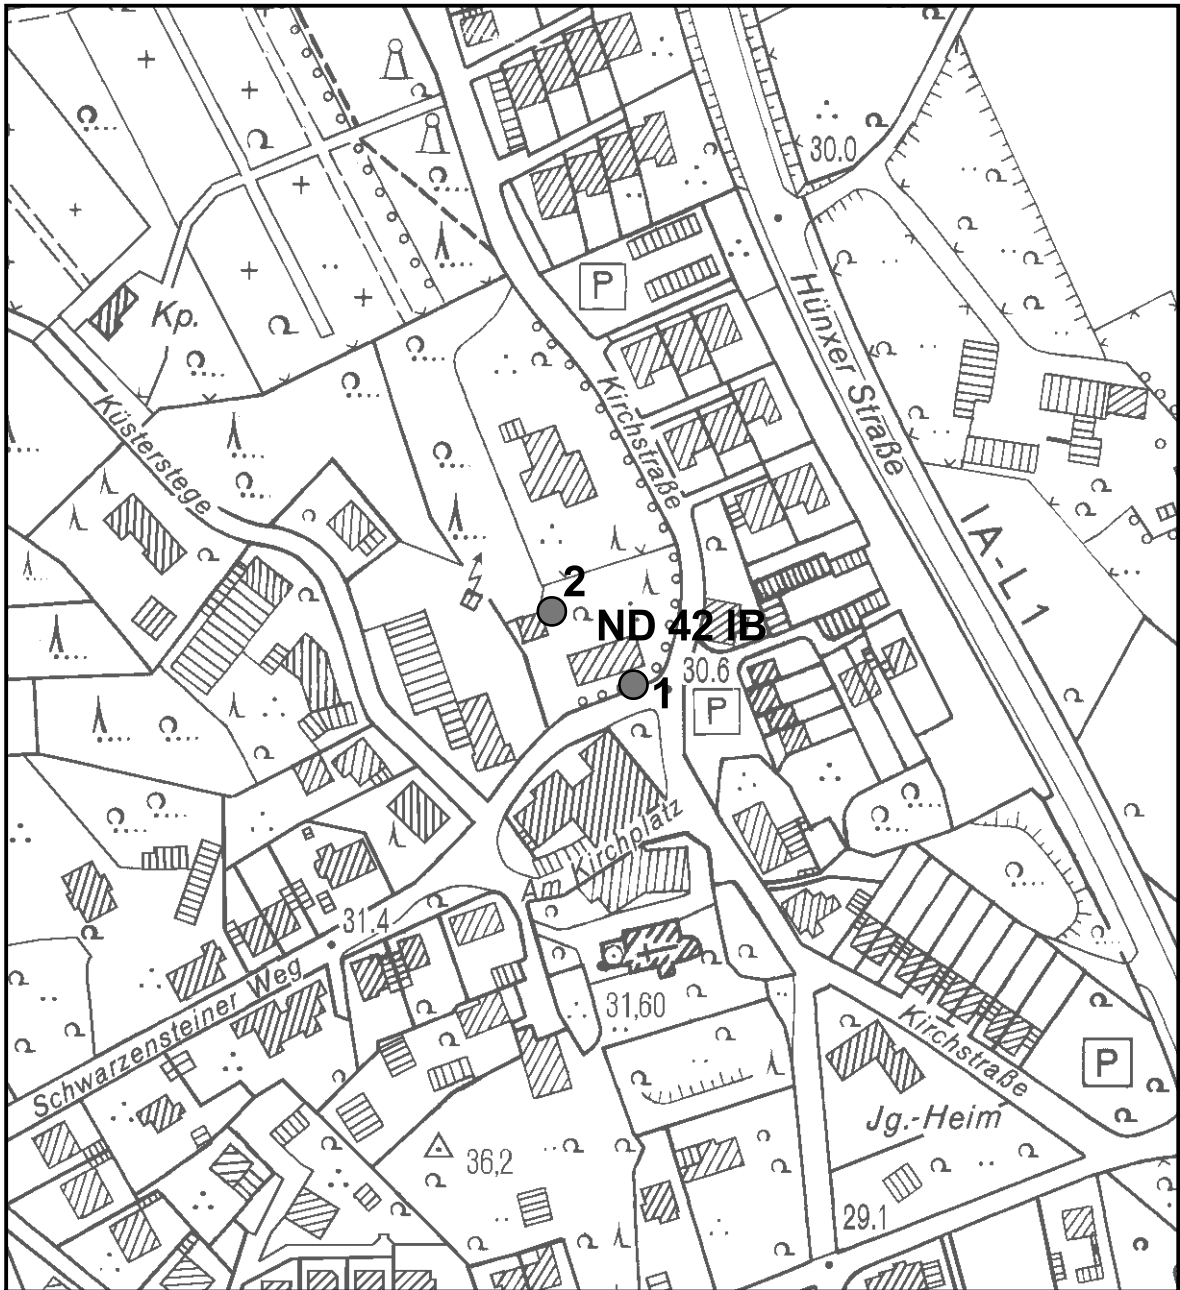 30.0
P
Kp.
Hünxer Straße
Kirchstraße
Küsterstege
IA-L1
2
ND 42 IB
30.6
1
P
Am Kirchplatz
31.4
Schwarzensteiner Weg
31,60
Kirchstraße
P
Jg.-Heim
36,2
29.1